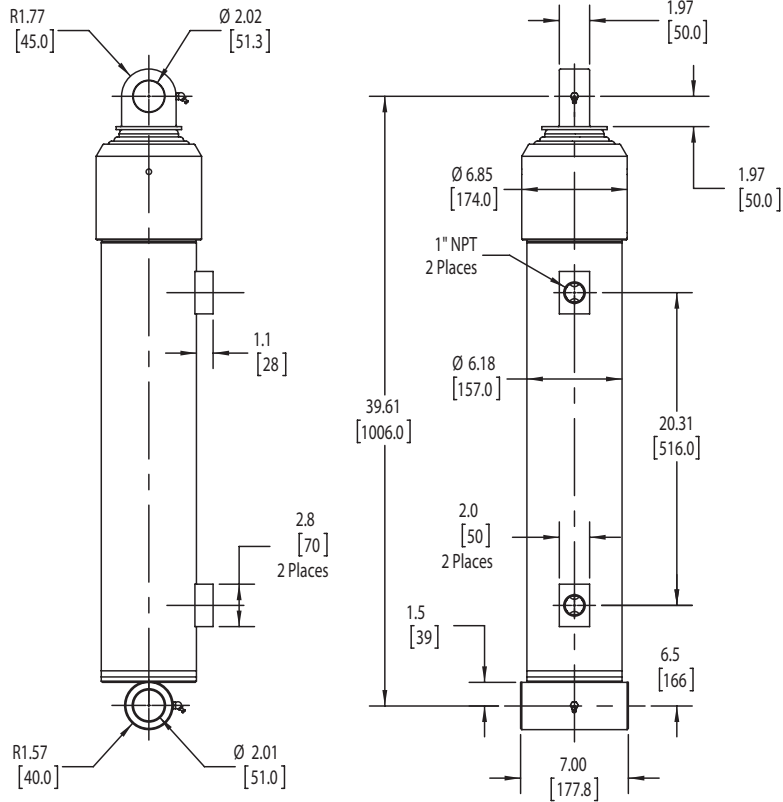 R1.77
[45.0]
Ø 2.02
[51.3]
1.97
[50.0]
Ø 6.85
[174.0]
1.97
[50.0]
1" NPT
2 Places
1.1
[28]
Ø 6.18
[157.0]
39.61
[1006.0]
20.31
[516.0]
2.8
[70]
2 Places
2.0
[50]
2 Places
1.5
[39]
6.5
[166]
R1.57
[40.0]
Ø 2.01
[51.0]
7.00
[177.8]